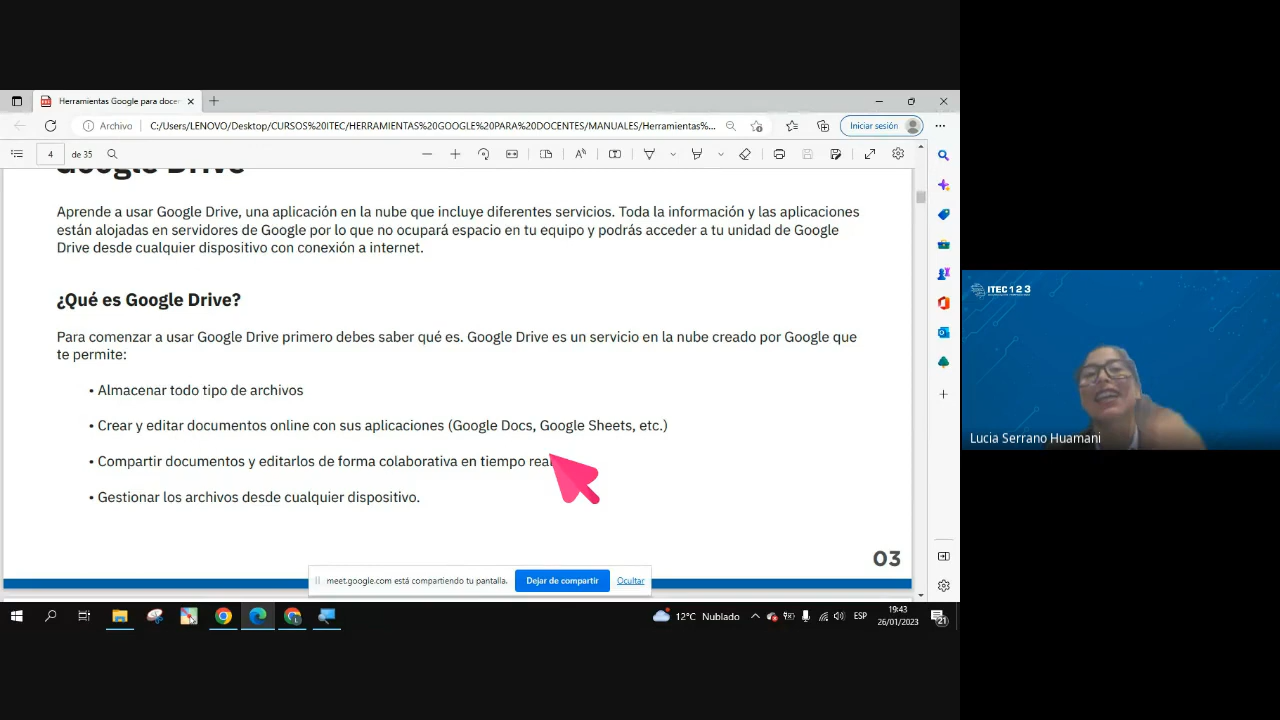 Herramientas Google para doce
Archivo
C:/Users/LENOVO/Desktop/CURSOS%20ITEC/HERRAMIENTAS%20GOOGLE%20PARA%20DOCENTES/MANUALES/Herramientas%...
Iniciar sesión
4 de 35
Google Drive
Aprende a usar Google Drive, una aplicación en la nube que incluye diferentes servicios. Toda la información y las aplicaciones
están alojadas en servidores de Google por lo que no ocupará espacio en tu equipo y podrás acceder a tu unidad de Google
Drive desde cualquier dispositivo con conexión a internet.
¿Qué es Google Drive?
Para comenzar a usar Google Drive primero debes saber qué es. Google Drive es un servicio en la nube creado por Google que
te permite:
• Almacenar todo tipo de archivos
• Crear y editar documentos online con sus aplicaciones (Google Docs, Google Sheets, etc.)
• Compartir documentos y editarlos de forma colaborativa en tiempo real
• Gestionar los archivos desde cualquier dispositivo.
03
meet.google.com está compartiendo tu pantalla.
Dejar de compartir
Ocultar
12°C Nublado
ESP
19:43
26/01/2023
21
ITEC 1 2 3
Lucia Serrano Huamani